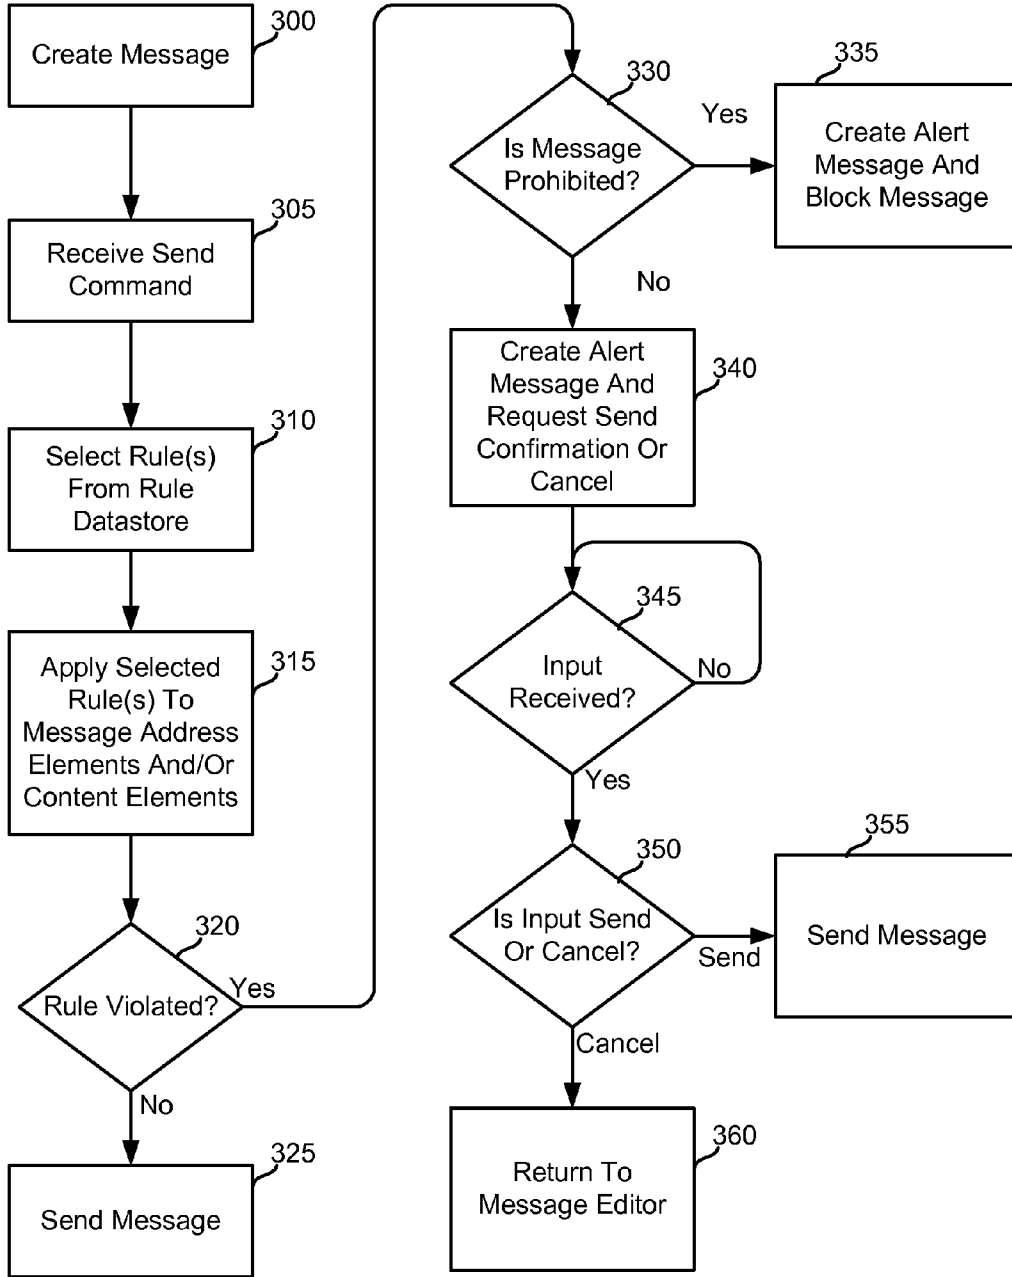 300
Create Message
305
Receive Send
Command
310
Select Rule(s)
From Rule
Datastore
315
Apply Selected
Rule(s) To
Message Address
Elements And/Or
Content Elements
320
Rule Violated?
Yes
No
325
Send Message
330
Is Message
Prohibited?
Yes
335
Create Alert
Message And
Block Message
No
340
Create Alert
Message And
Request Send
Confirmation Or
Cancel
345
Input
Received?
No
Yes
350
Is Input Send
Or Cancel?
Send
355
Send Message
Cancel
360
Return To
Message Editor